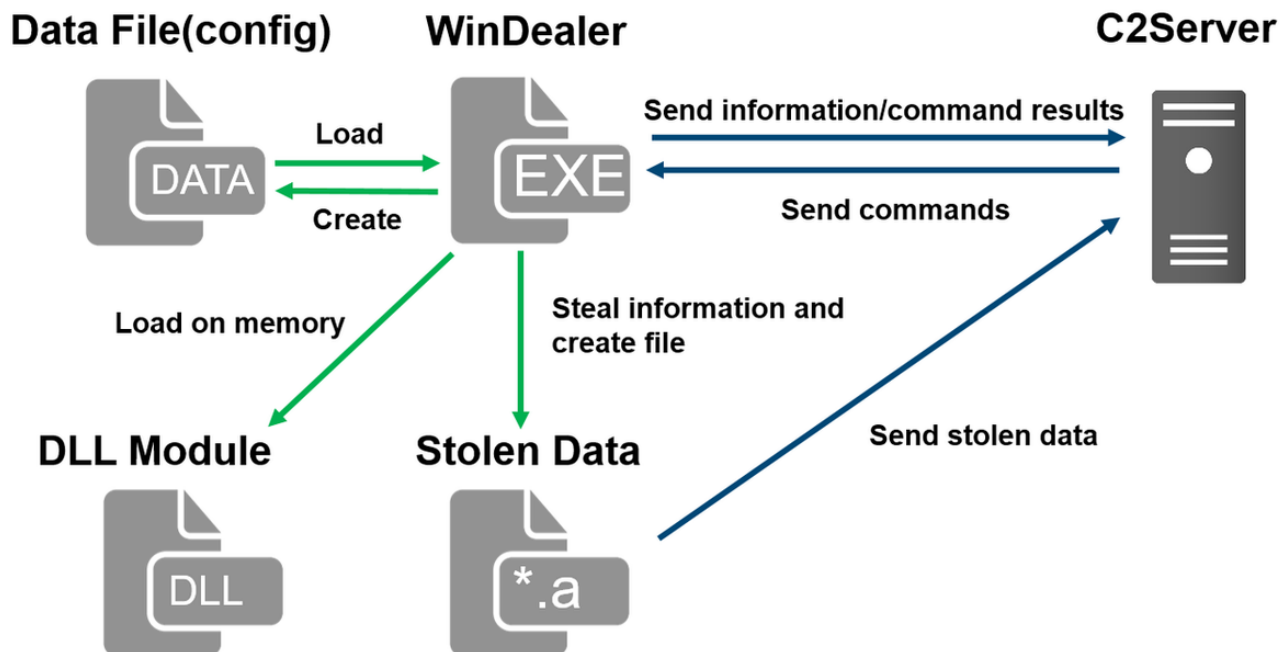 Data File(config)
WinDealer
C2Server
Load
Send information/command results
DATA
EXE
Create
Send commands
Load on memory
Steal information and
create file
DLL Module
Stolen Data
Send stolen data
DLL
*.a